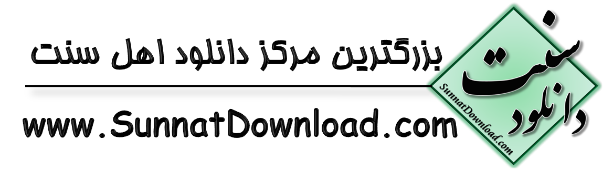 بزرگترین مرکز دانلود اهل سنت
www.SunnatDownload.com
سنت
دانلود
SunnatDownload.com